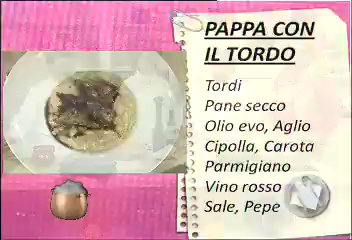 PAPPA CON
IL TORDO
Tordi
Pane secco
Olio evo, Aglio
Cipolla, Carota
Parmigiano
Vino rosso
Sale, Pepe